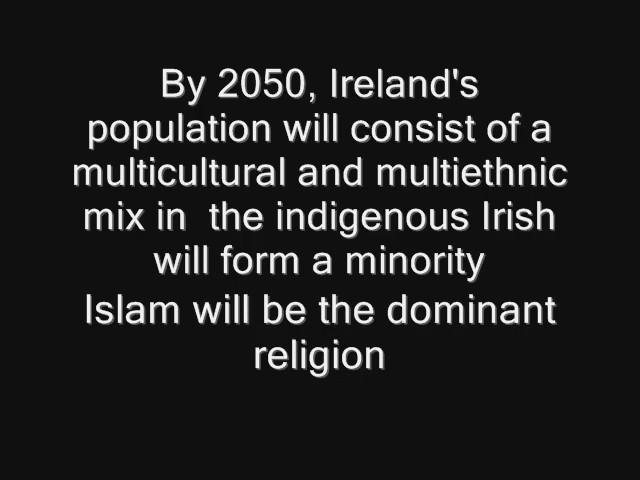 By 2050, Ireland's
population will consist of a
multicultural and multiethnic
mix in  the indigenous Irish
will form a minority
Islam will be the dominant
religion